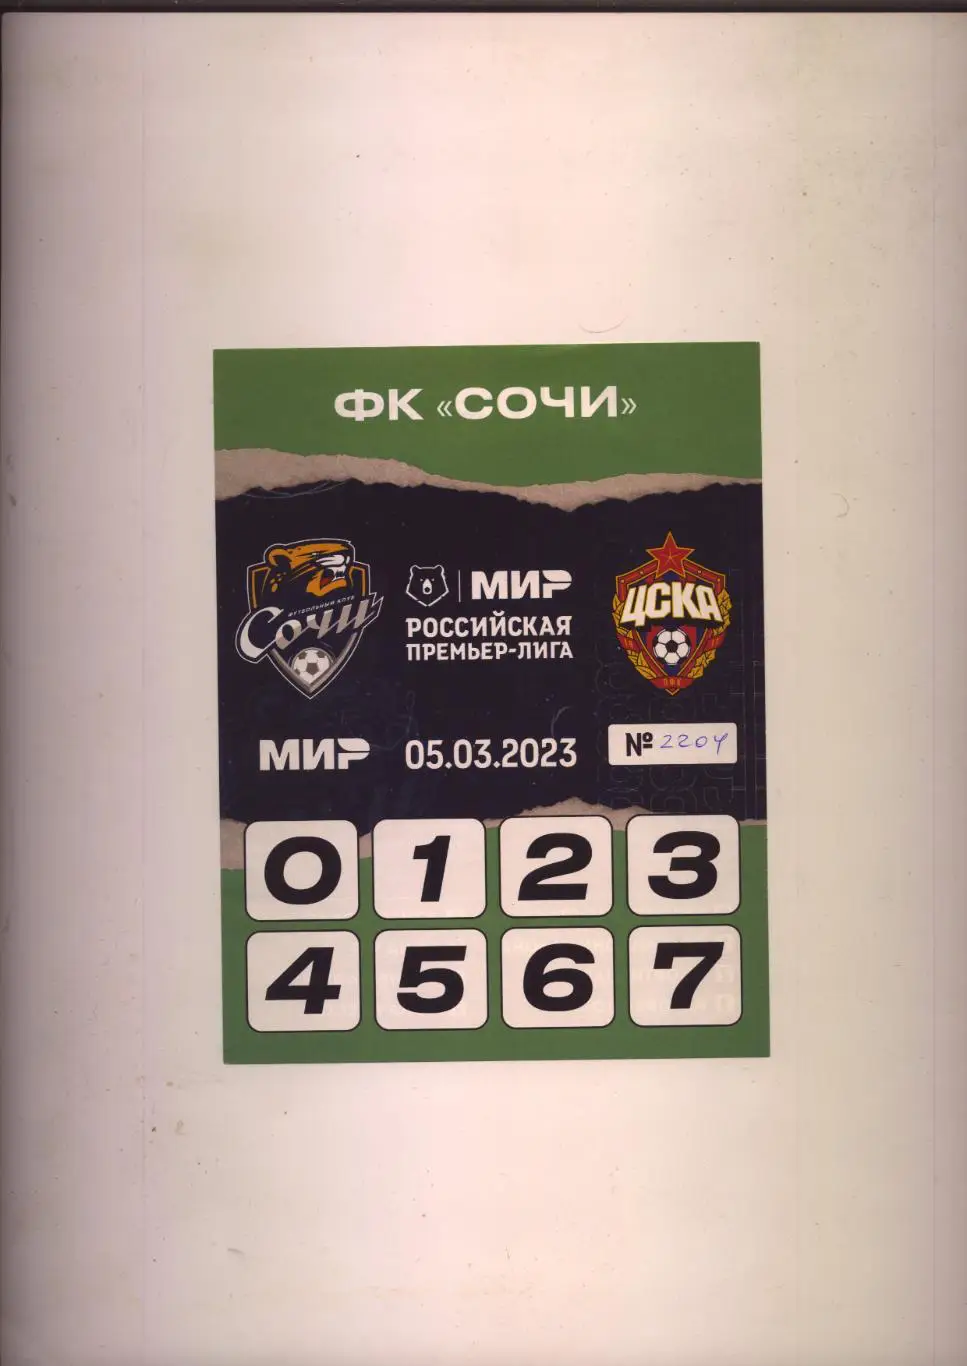 ФК «СОЧИ»
ФУТБОЛЬНЫЙ КЛУБ
Сочи
МИР
РОССИЙСКАЯ
ПРЕМЬЕР-ЛИГА
ЦСКА
ПФК
МИР 05.03.2023 № 2204
0 1 2 3
4 5 6 7